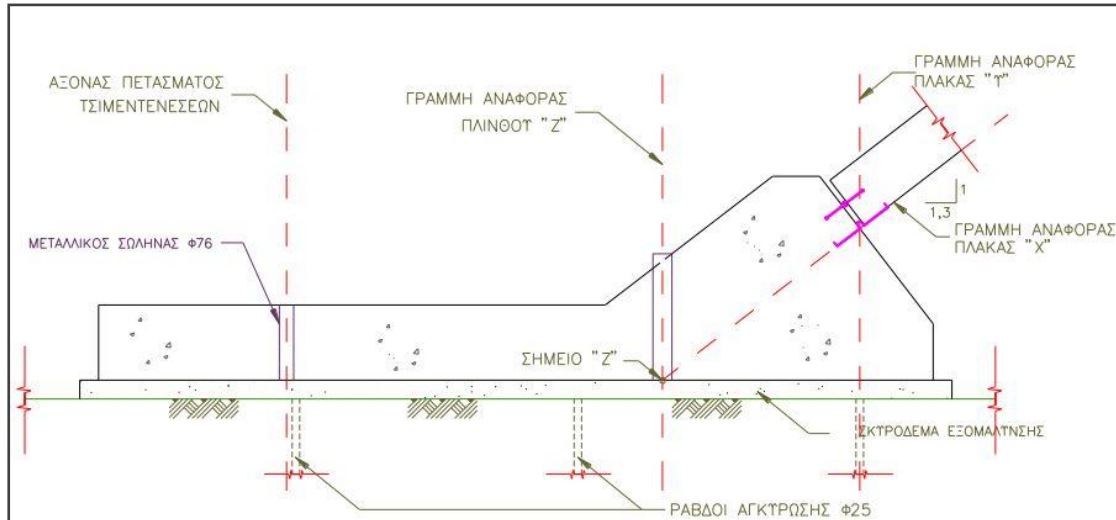 ΑΞΟΝΑΣ ΠΕΤΑΣΜΑΤΟΣ
ΤΣΙΜΕΝΤΕΝΕΣΕΩΝ
ΓΡΑΜΜΗ ΑΝΑΦΟΡΑΣ
ΠΛΙΝΘΟΥ "Ζ"
ΓΡΑΜΜΗ ΑΝΑΦΟΡΑΣ
ΠΛΑΚΑΣ "Υ"
1
1,3
ΓΡΑΜΜΗ ΑΝΑΦΟΡΑΣ
ΠΛΑΚΑΣ "Χ"
ΜΕΤΑΛΛΙΚΟΣ ΣΩΛΗΝΑΣ Φ76
ΣΗΜΕΙΟ "Ζ"
ΣΚΥΡΟΔΕΜΑ ΕΞΟΜΑΛΥΝΣΗΣ
ΡΑΒΔΟΙ ΑΓΚΥΡΩΣΗΣ Φ25